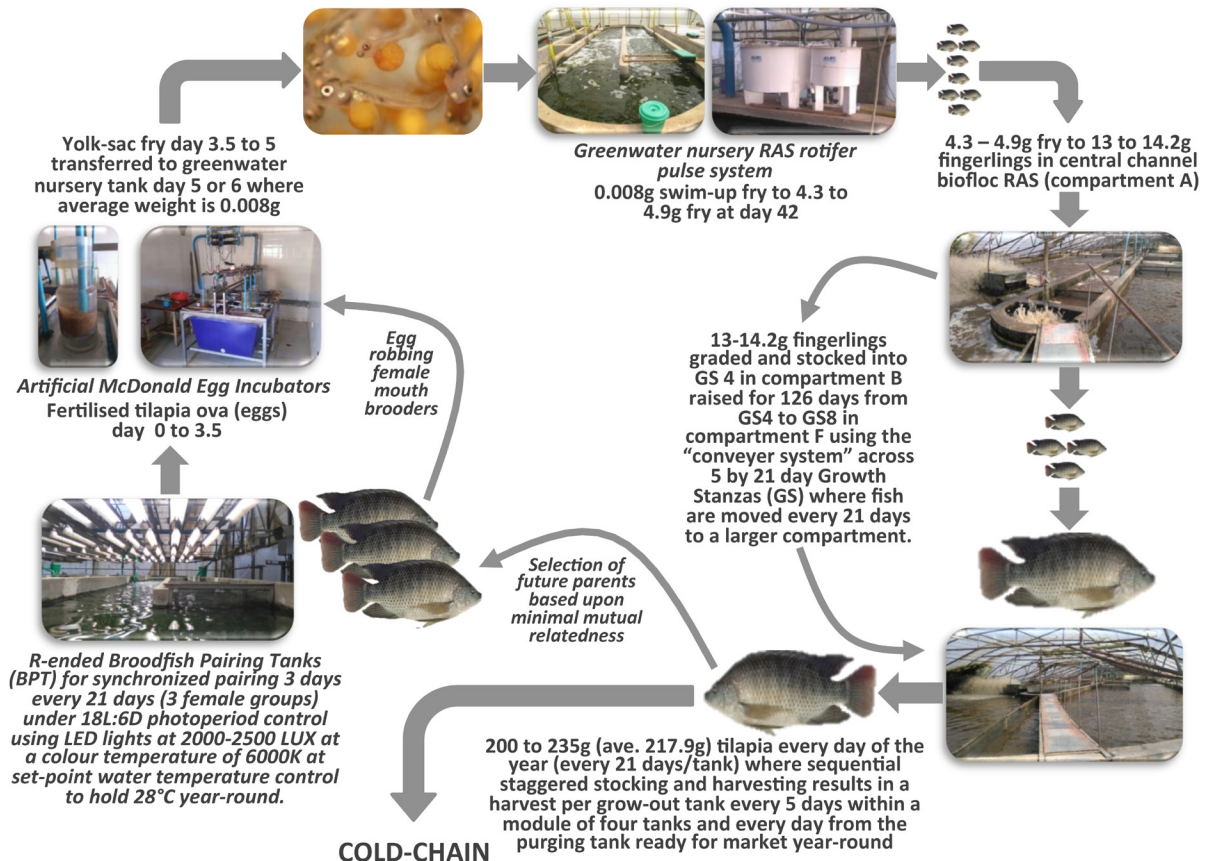 Yolk-sac fry day 3.5 to 5
transferred to greenwater
nursery tank day 5 or 6 where
average weight is 0.008g
Greenwater nursery RAS rotifer
pulse system
0.008g swim-up fry to 4.3 to
4.9g fry at day 42
4.3 – 4.9g fry to 13 to 14.2g
fingerlings in central channel
biofloc RAS (compartment A)
Artificial McDonald Egg Incubators
Fertilised tilapia ova (eggs)
day 0 to 3.5
Egg
robbing
female
mouth
brooders
13-14.2g fingerlings
graded and stocked into
GS 4 in compartment B
raised for 126 days from
GS4 to GS8 in
compartment F using the
“conveyer system” across
5 by 21 day Growth
Stanzas (GS) where fish
are moved every 21 days
to a larger compartment.
Selection of
future parents
based upon
minimal mutual
relatedness
R-ended Broodfish Pairing Tanks
(BPT) for synchronized pairing 3 days
every 21 days (3 female groups)
under 18L:6D photoperiod control
using LED lights at 2000-2500 LUX at
a colour temperature of 6000K at
set-point water temperature control
to hold 28°C year-round.
200 to 235g (ave. 217.9g) tilapia every day of the
year (every 21 days/tank) where sequential
staggered stocking and harvesting results in a
harvest per grow-out tank every 5 days within a
module of four tanks and every day from the
purging tank ready for market year-round
COLD-CHAIN